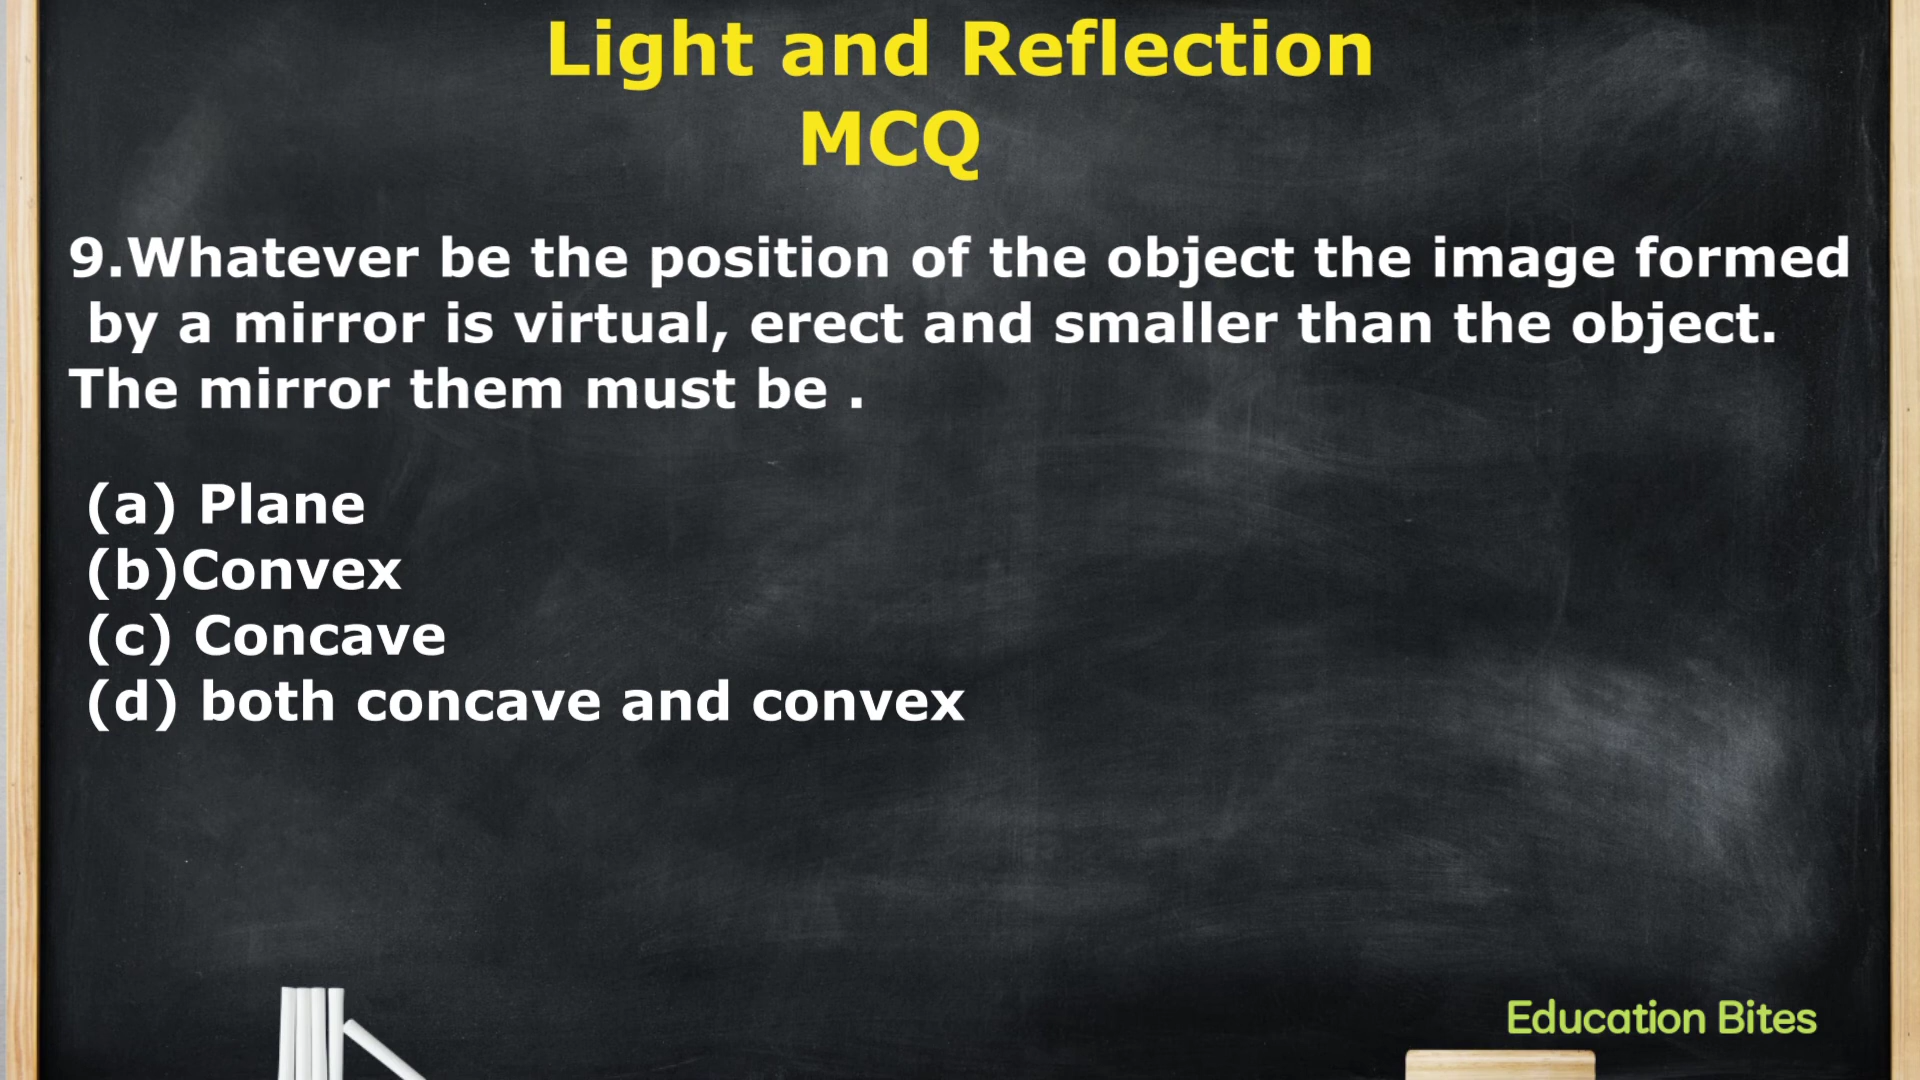 Light and Reflection
MCQ
9.Whatever be the position of the object the image formed
by a mirror is virtual, erect and smaller than the object.
The mirror them must be .
(a) Plane
(b)Convex
(c) Concave
(d) both concave and convex
Education Bites